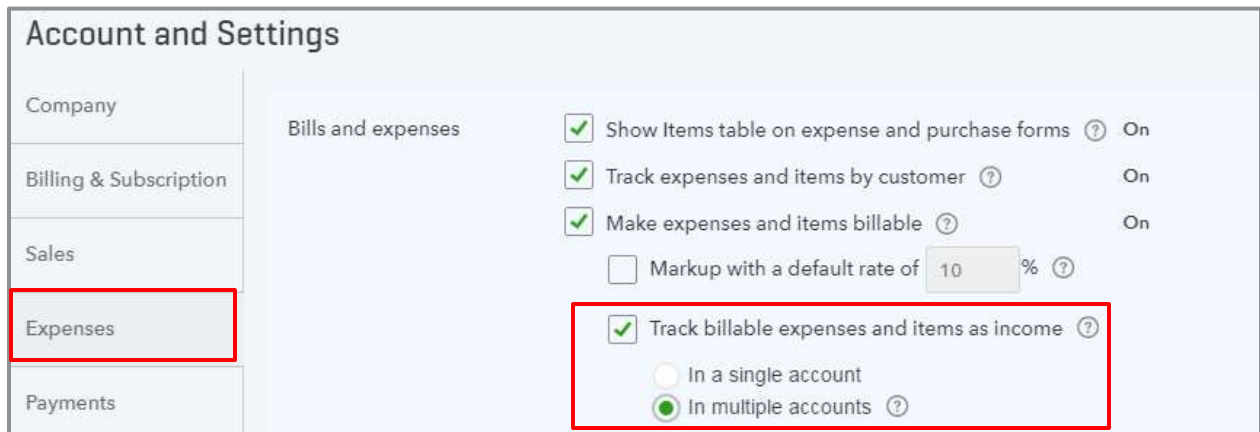 Account and Settings
Company
Billing & Subscription
Sales
Expenses
Payments
Bills and expenses
Show Items table on expense and purchase forms ? On
Track expenses and items by customer ? On
Make expenses and items billable ? On
Markup with a default rate of 10 % ?
Track billable expenses and items as income ?
In a single account
In multiple accounts ?